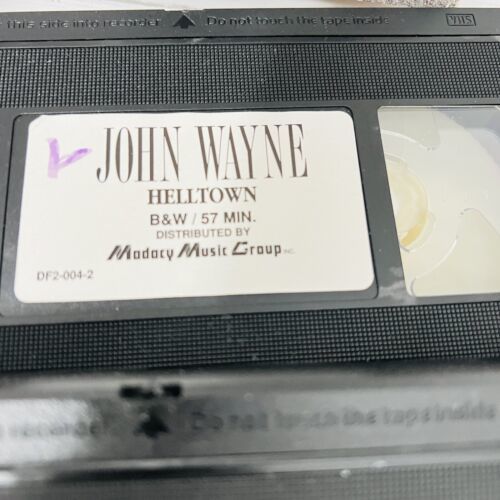 this side into recorder Do not touch the tape inside VHS
JOHN WAYNE
HELLTOWN
B&W / 57 MIN.
DISTRIBUTED BY
Madacy Music Group INC.
DF2-004-2
recorder Do not touch the tape inside